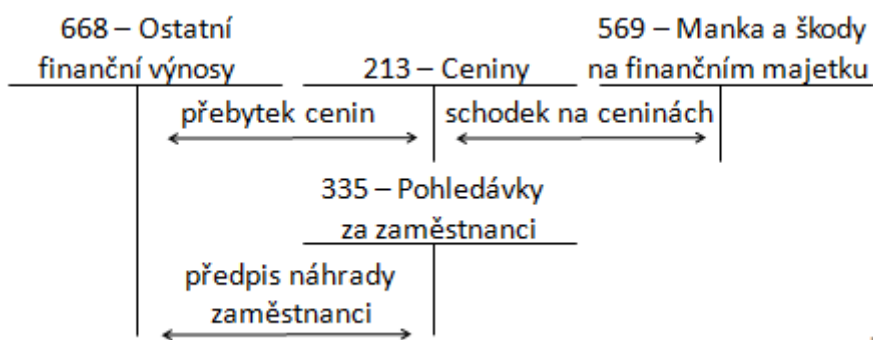 668 – Ostatní
finanční výnosy
213 – Ceniny
569 – Manka a škody
na finančním majetku
přebytek cenin
schodek na ceninách
335 – Pohledávky
za zaměstnanci
předpis náhrady
zaměstnanci